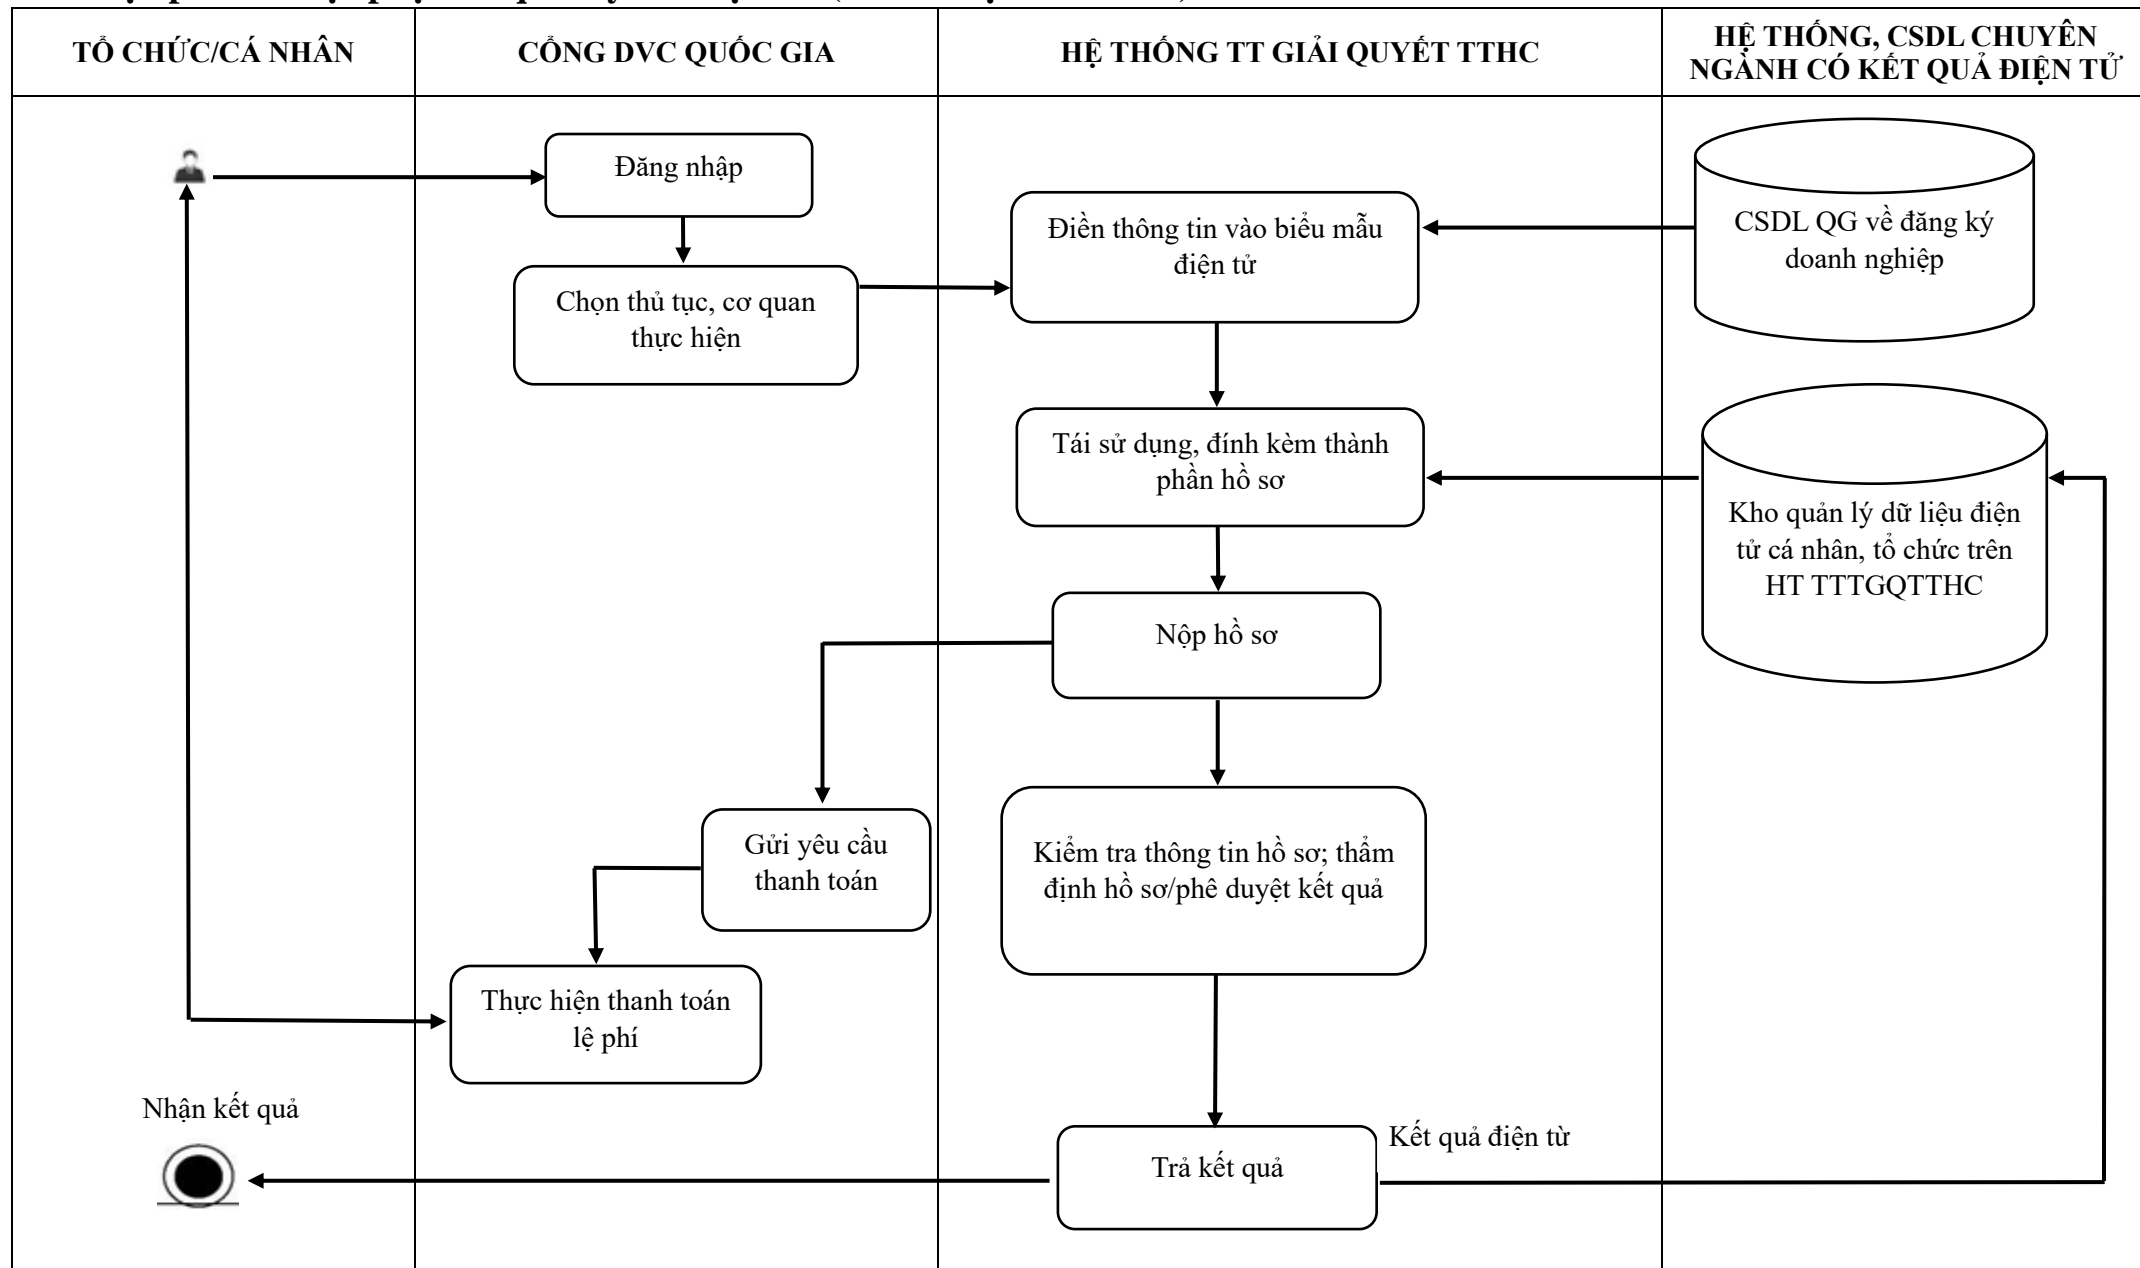 TỔ CHỨC/CÁ NHÂN
CỔNG DVC QUỐC GIA
HỆ THỐNG TT GIẢI QUYẾT TTHC
HỆ THỐNG, CSDL CHUYÊN
NGÀNH CÓ KẾT QUẢ ĐIỆN TỬ
Đăng nhập
Điền thông tin vào biểu mẫu
điện tử
CSDL QG về đăng ký
doanh nghiệp
Chọn thủ tục, cơ quan
thực hiện
Tái sử dụng, đính kèm thành
phần hồ sơ
Kho quản lý dữ liệu điện
tử cá nhân, tổ chức trên
HT TTTGQTTHC
Nộp hồ sơ
Gửi yêu cầu
thanh toán
Kiểm tra thông tin hồ sơ; thẩm
định hồ sơ/phê duyệt kết quả
Thực hiện thanh toán
lệ phí
Nhận kết quả
Kết quả điện từ
Trả kết quả